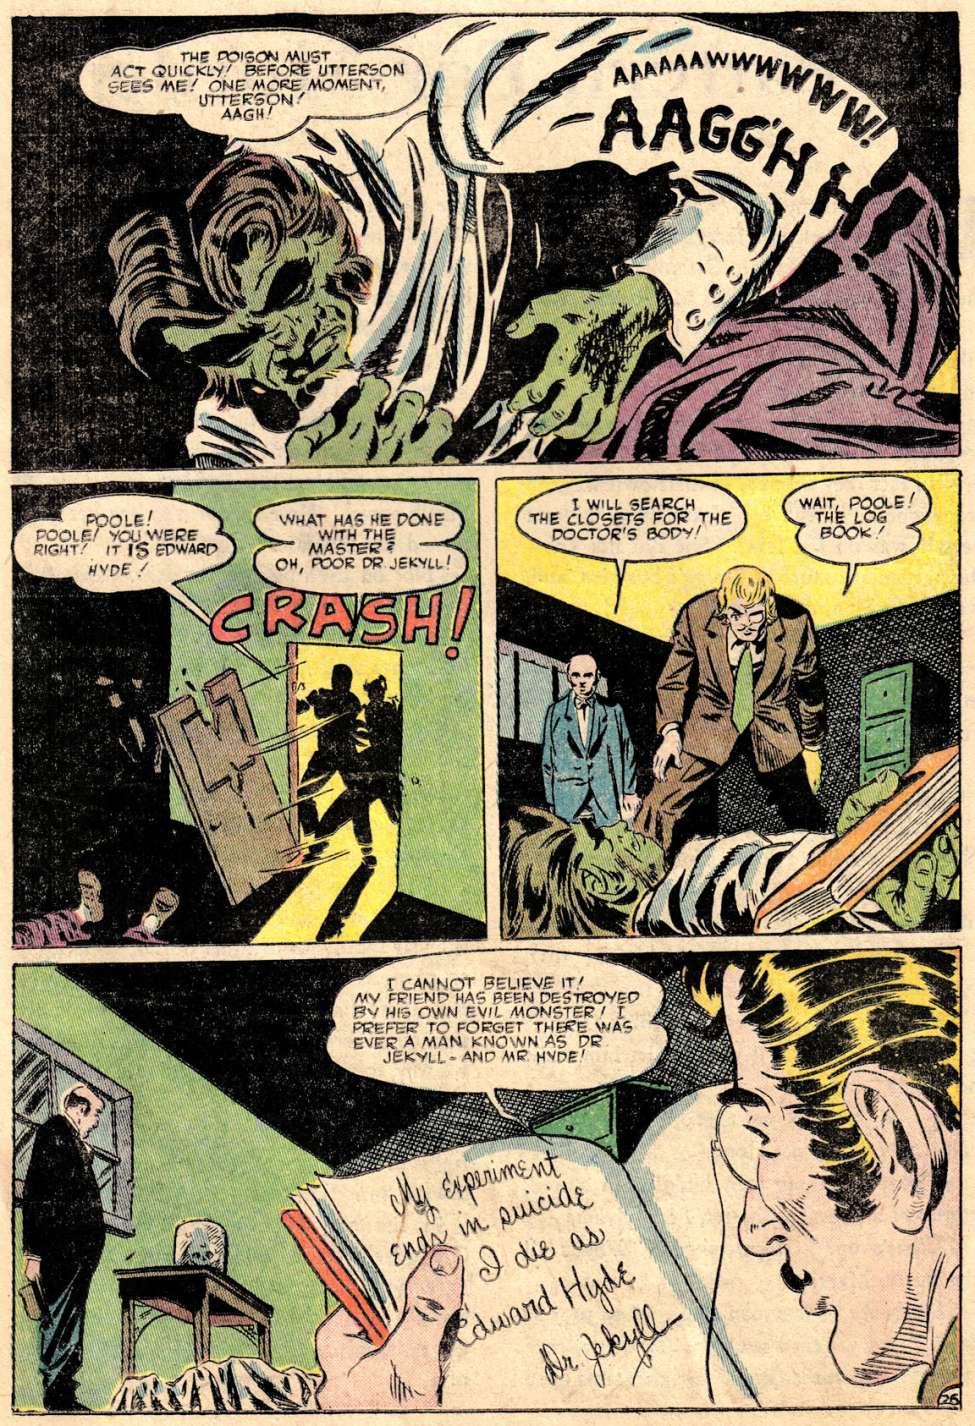 THE POISON MUST
ACT QUICKLY! BEFORE UTTERSON
SEES ME! ONE MORE MOMENT,
UTTERSON!
AAGH!
AAAAAAWWWWWW!
AAGG'HH
POOLE!
POOLE! YOU WERE
RIGHT! IT IS EDWARD
HYDE!
WHAT HAS HE DONE
WITH THE
MASTER?
OH, POOR DR. JEKYLL!
CRASH!
I WILL SEARCH
THE CLOSETS FOR THE
DOCTOR'S BODY!
WAIT, POOLE!
THE LOG
BOOK!
I CANNOT BELIEVE IT!
MY FRIEND HAS BEEN DESTROYED
BY HIS OWN EVIL MONSTER! I
PREFER TO FORGET THERE WAS
EVER A MAN KNOWN AS DR.
JEKYLL - AND MR. HYDE!
My Experiment
ends in suicide
I die as
Edward Hyde
Dr Jekyll
25